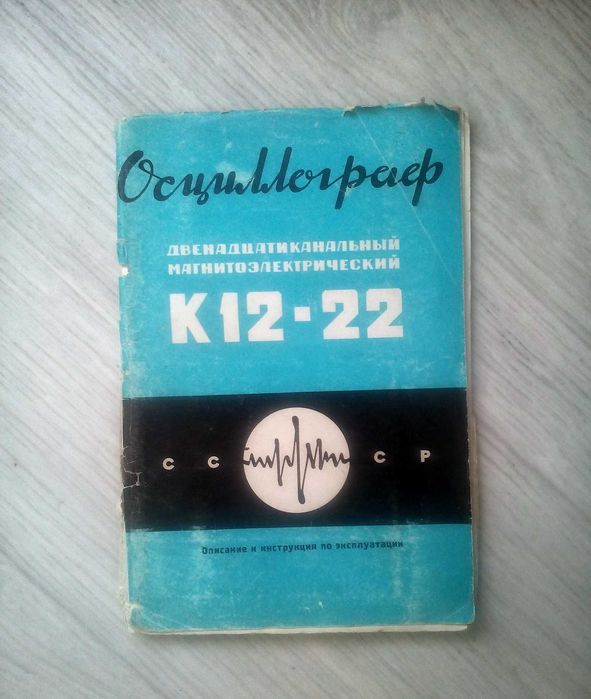 Осциллограф
ДВЕНАДЦАТИКАНАЛЬНЫЙ
МАГНИТОЭЛЕКТРИЧЕСКИЙ
К12-22
СССР
Описание и инструкция по эксплуатации